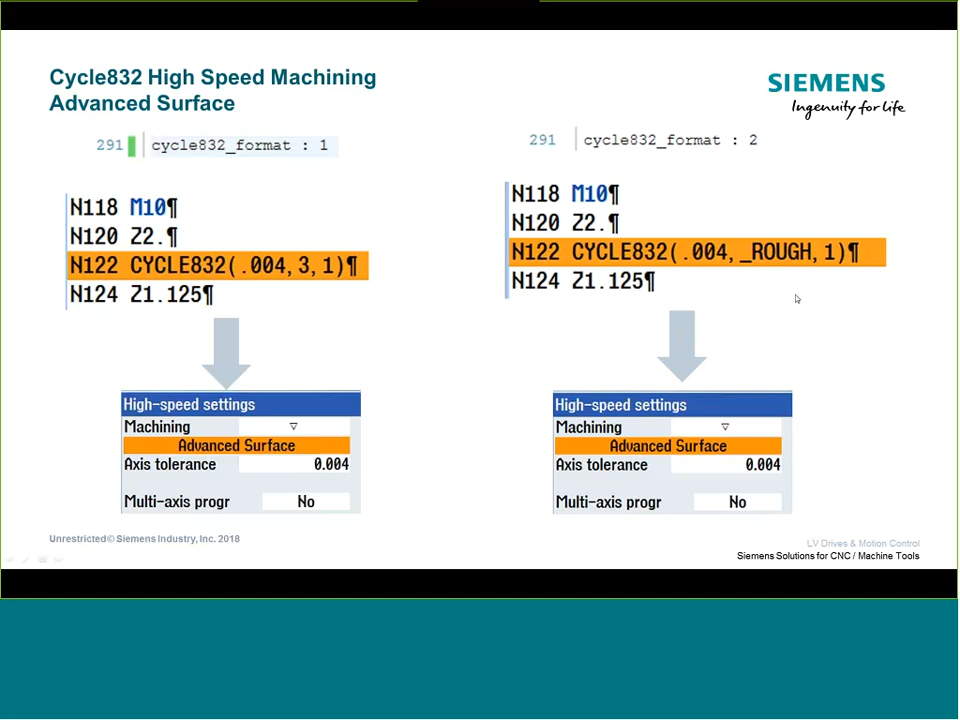 Cycle832 High Speed Machining
Advanced Surface
SIEMENS
Ingenuity for life
291 cycle832_format : 1
N118 M10¶
N120 Z2.¶
N122 CYCLE832(.004,3,1)¶
N124 Z1.125¶
High-speed settings
Machining ▽
Advanced Surface
Axis tolerance 0.004
Multi-axis progr No
291 cycle832_format : 2
N118 M10¶
N120 Z2.¶
N122 CYCLE832(.004,_ROUGH,1)¶
N124 Z1.125¶
High-speed settings
Machining ▽
Advanced Surface
Axis tolerance 0.004
Multi-axis progr No
Unrestricted © Siemens Industry, Inc. 2018
LV Drives & Motion Control
Siemens Solutions for CNC / Machine Tools